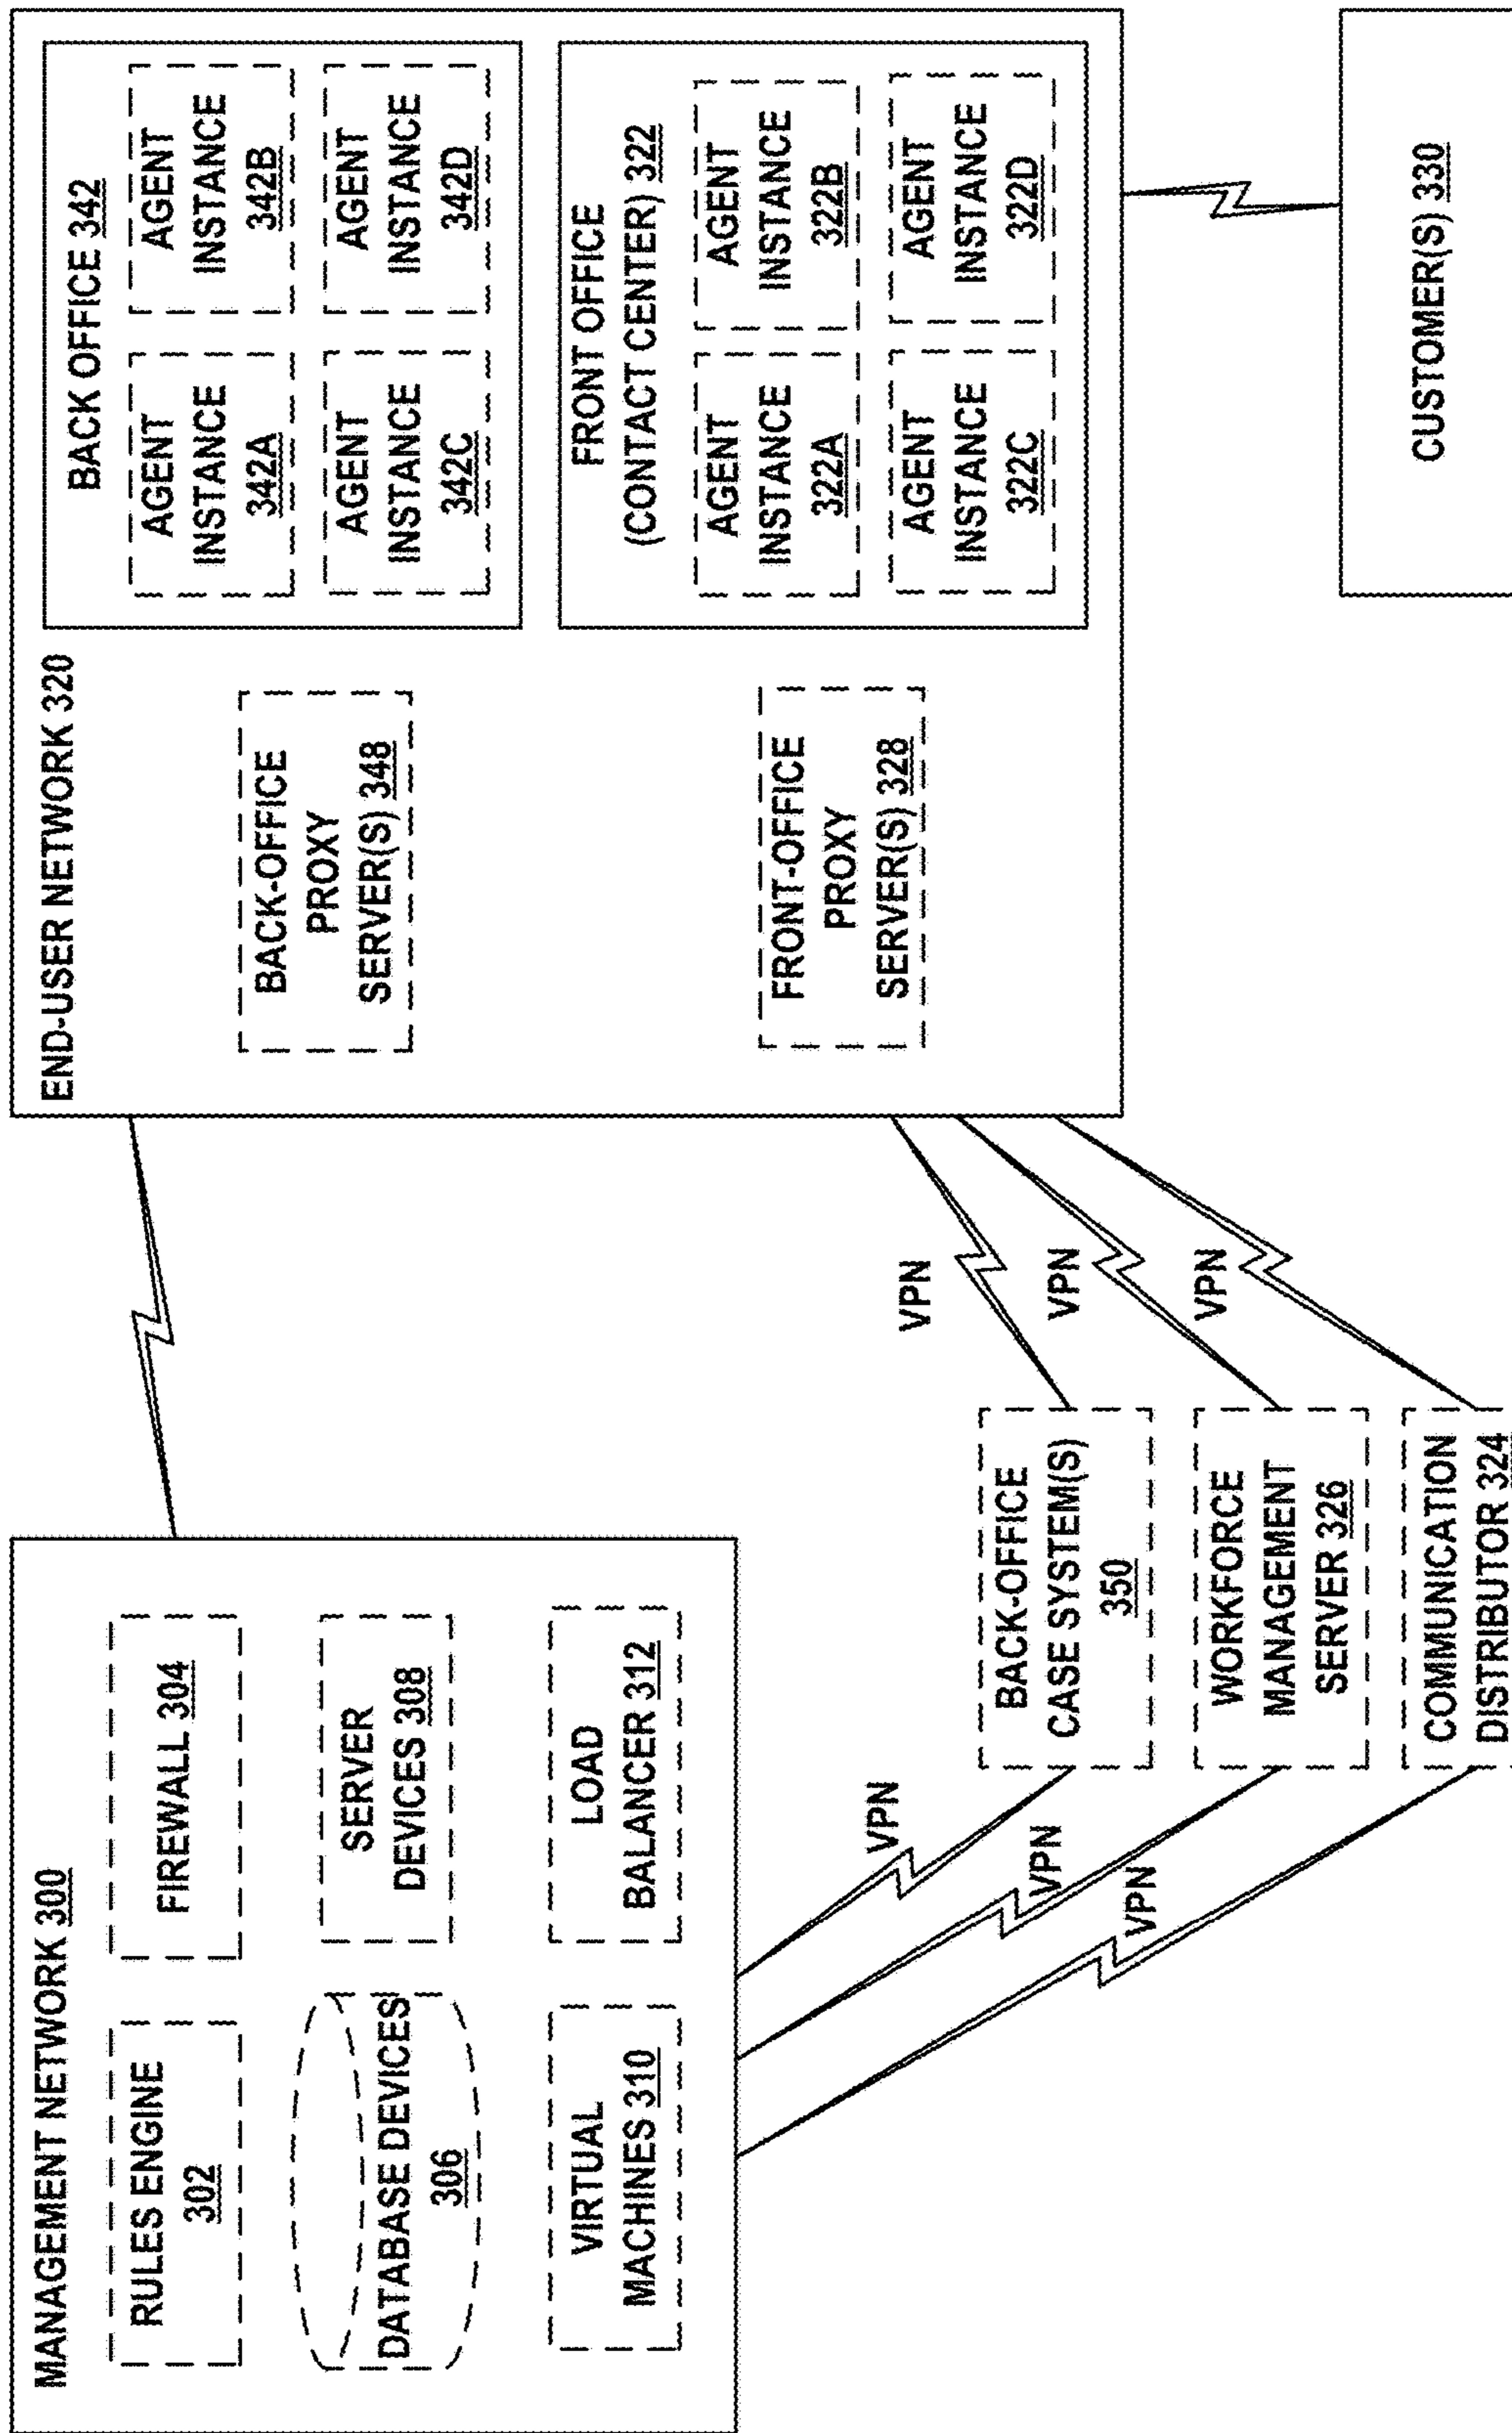 MANAGEMENT NETWORK 300
RULES ENGINE
302
FIREWALL 304
DATABASE DEVICES
306
SERVER
DEVICES 308
VIRTUAL
MACHINES 310
LOAD
BALANCER 312
VPN
VPN
VPN
BACK-OFFICE
CASE SYSTEM(S)
350
WORKFORCE
MANAGEMENT
SERVER 326
COMMUNICATION
DISTRIBUTOR 324
VPN
VPN
VPN
END-USER NETWORK 320
BACK-OFFICE
PROXY
SERVER(S) 348
FRONT-OFFICE
PROXY
SERVER(S) 328
BACK OFFICE 342
AGENT
INSTANCE
342A
AGENT
INSTANCE
342B
AGENT
INSTANCE
342C
AGENT
INSTANCE
342D
FRONT OFFICE
(CONTACT CENTER) 322
AGENT
INSTANCE
322A
AGENT
INSTANCE
322B
AGENT
INSTANCE
322C
AGENT
INSTANCE
322D
CUSTOMER(S) 330